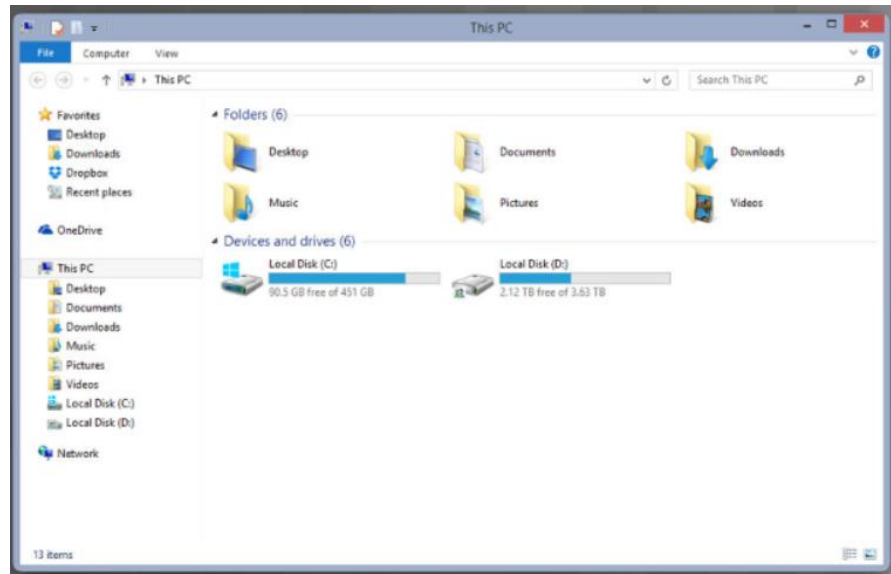 This PC
File Computer View
This PC Search This PC
Favorites
Desktop
Downloads
Dropbox
Recent places
OneDrive
This PC
Desktop
Documents
Downloads
Music
Pictures
Videos
Local Disk (C:)
Local Disk (D:)
Network
Folders (6)
Desktop Documents Downloads
Music Pictures Videos
Devices and drives (6)
Local Disk (C:) Local Disk (D:)
90.5 GB free of 451 GB 2.12 TB free of 3.63 TB
13 items